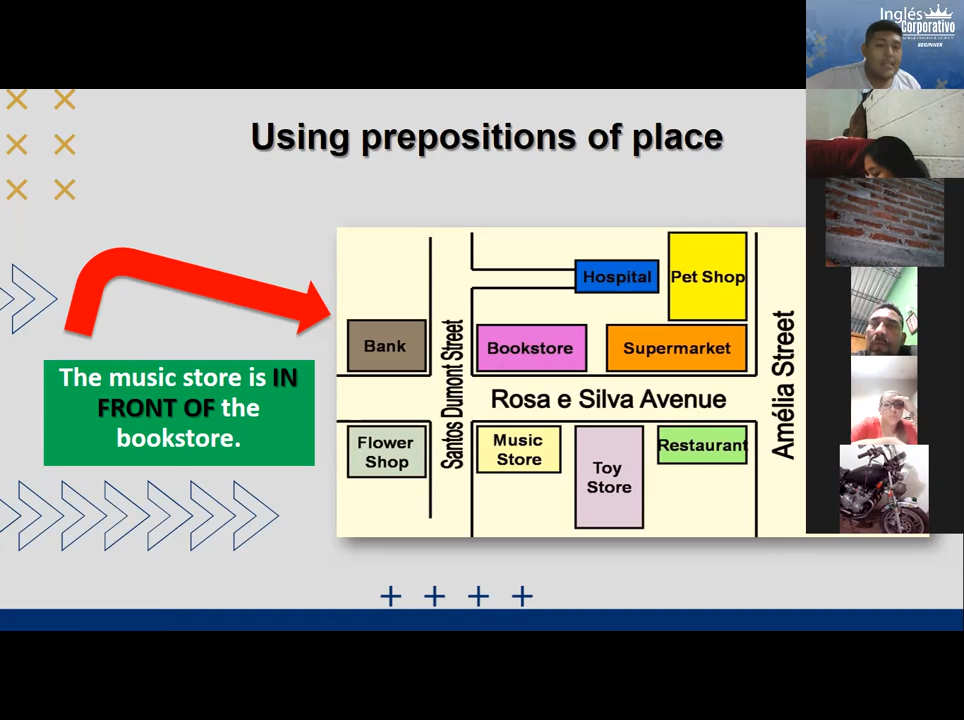 Inglés
Corporativo
BEGINNER
Using prepositions of place
The music store is IN
FRONT OF the
bookstore.
Hospital
Pet Shop
Bank
Santos Dumont Street
Bookstore
Supermarket
Amélia Street
Rosa e Silva Avenue
Flower
Shop
Music
Store
Toy
Store
Restaurant